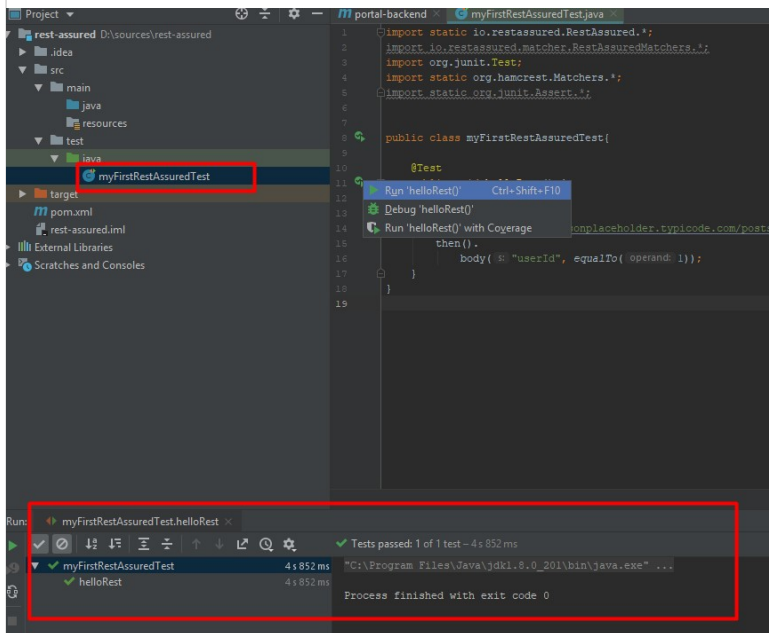 Project
rest-assured D:\sources\rest-assured
.idea
src
main
java
resources
test
java
myFirstRestAssuredTest
target
pom.xml
rest-assured.iml
External Libraries
Scratches and Consoles
portal-backend
myFirstRestAssuredTest.java
1 import static io.restassured.RestAssured.*;
2 import io.restassured.matcher.RestAssuredMatchers.*;
3 import org.junit.Test;
4 import static org.hamcrest.Matchers.*;
5 import static org.junit.Assert.*;
6
7
8 public class myFirstRestAssuredTest{
9
10 @Test
11
12
13
14 onplaceholder.typicode.com/posts
15 then().
16 body( s: "userId", equalTo( operand: 1));
17 }
18 }
19
Run 'helloRest()' Ctrl+Shift+F10
Debug 'helloRest()'
Run 'helloRest()' with Coverage
Run: myFirstRestAssuredTest.helloRest
Tests passed: 1 of 1 test – 4 s 852 ms
myFirstRestAssuredTest 4 s 852 ms
helloRest 4 s 852 ms
"C:\Program Files\Java\jdk1.8.0_201\bin\java.exe" ...
Process finished with exit code 0